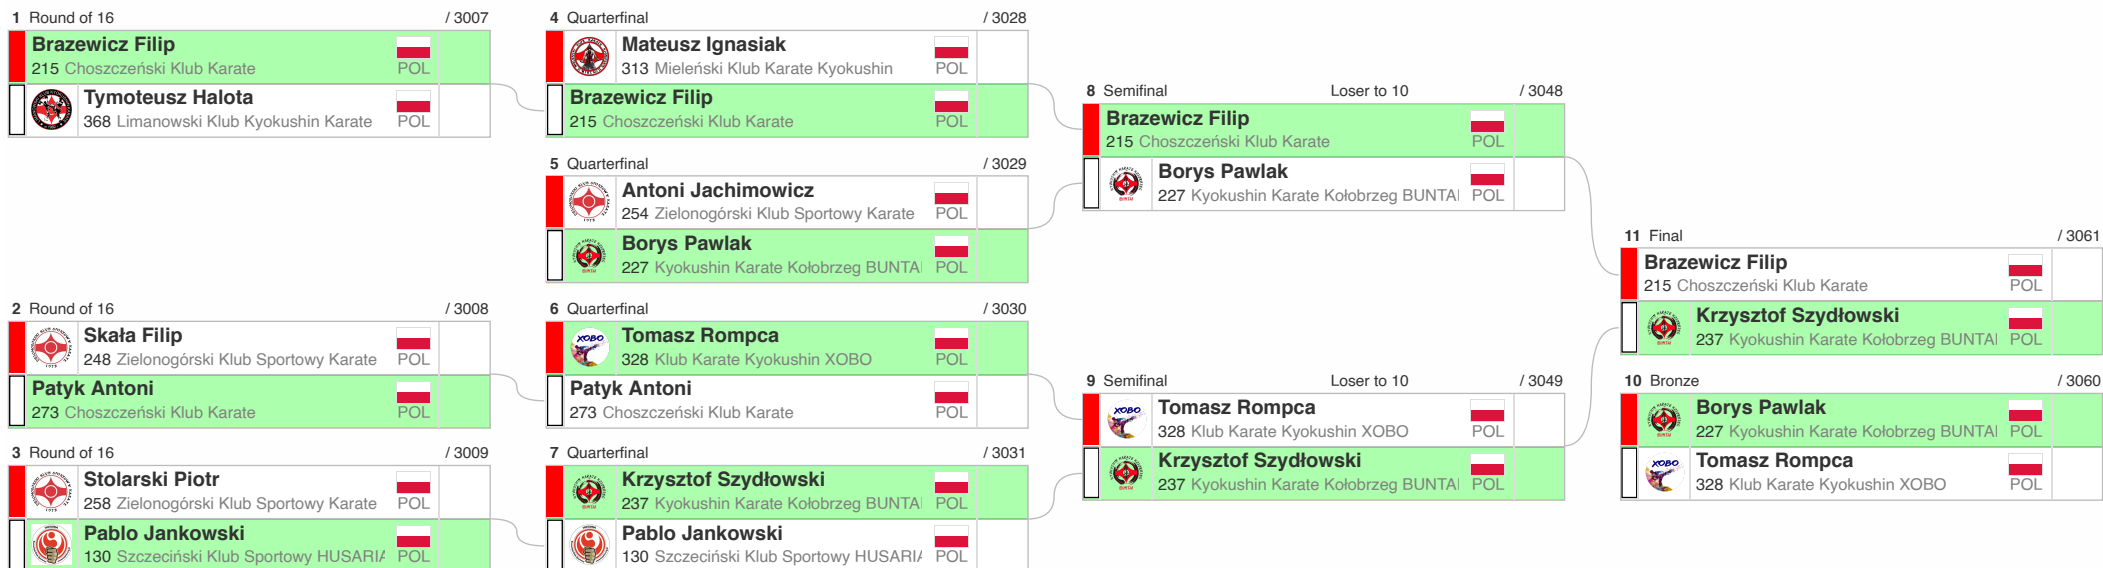 1 Round of 16 / 3007
Brazewicz Filip
215 Choszczeński Klub Karate POL
Tymoteusz Halota
368 Limanowski Klub Kyokushin Karate POL
2 Round of 16 / 3008
Skała Filip
248 Zielonogórski Klub Sportowy Karate POL
Patyk Antoni
273 Choszczeński Klub Karate POL
3 Round of 16 / 3009
Stolarski Piotr
258 Zielonogórski Klub Sportowy Karate POL
Pablo Jankowski
130 Szczeciński Klub Sportowy HUSARIA POL
4 Quarterfinal / 3028
Mateusz Ignasiak
313 Mieleński Klub Karate Kyokushin POL
Brazewicz Filip
215 Choszczeński Klub Karate POL
5 Quarterfinal / 3029
Antoni Jachimowicz
254 Zielonogórski Klub Sportowy Karate POL
Borys Pawlak
227 Kyokushin Karate Kołobrzeg BUNTAI POL
6 Quarterfinal / 3030
XOBO
Tomasz Rompca
328 Klub Karate Kyokushin XOBO POL
Patyk Antoni
273 Choszczeński Klub Karate POL
7 Quarterfinal / 3031
Krzysztof Szydłowski
237 Kyokushin Karate Kołobrzeg BUNTAI POL
Pablo Jankowski
130 Szczeciński Klub Sportowy HUSARIA POL
8 Semifinal Loser to 10 / 3048
Brazewicz Filip
215 Choszczeński Klub Karate POL
Borys Pawlak
227 Kyokushin Karate Kołobrzeg BUNTAI POL
9 Semifinal Loser to 10 / 3049
XOBO
Tomasz Rompca
328 Klub Karate Kyokushin XOBO POL
Krzysztof Szydłowski
237 Kyokushin Karate Kołobrzeg BUNTAI POL
11 Final / 3061
Brazewicz Filip
215 Choszczeński Klub Karate POL
Krzysztof Szydłowski
237 Kyokushin Karate Kołobrzeg BUNTAI POL
10 Bronze / 3060
Borys Pawlak
227 Kyokushin Karate Kołobrzeg BUNTAI POL
XOBO
Tomasz Rompca
328 Klub Karate Kyokushin XOBO POL